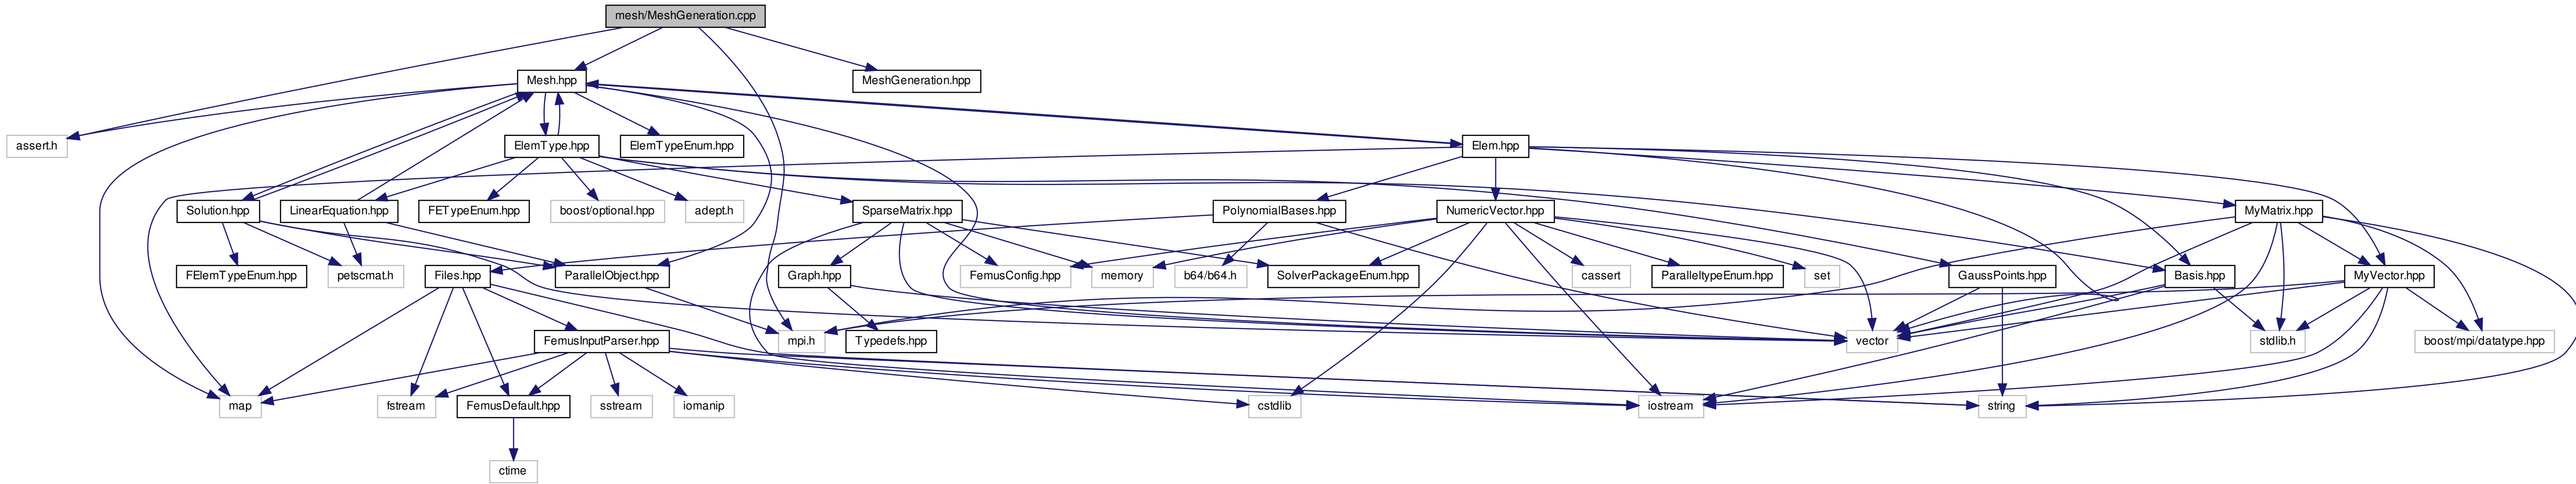 mesh/MeshGeneration.cpp
Mesh.hpp
MeshGeneration.hpp
assert.h
ElemType.hpp
ElemTypeEnum.hpp
Elem.hpp
Solution.hpp
LinearEquation.hpp
FETypeEnum.hpp
boost/optional.hpp
adept.h
SparseMatrix.hpp
PolynomialBases.hpp
NumericVector.hpp
MyMatrix.hpp
FElemTypeEnum.hpp
petscmat.h
Files.hpp
ParallelObject.hpp
Graph.hpp
FemusConfig.hpp
memory
b64/b64.h
SolverPackageEnum.hpp
cassert
ParalleltypeEnum.hpp
set
GaussPoints.hpp
Basis.hpp
MyVector.hpp
FemusInputParser.hpp
mpi.h
Typedefs.hpp
vector
stdlib.h
boost/mpi/datatype.hpp
map
fstream
FemusDefault.hpp
sstream
iomanip
cstdlib
iostream
string
ctime